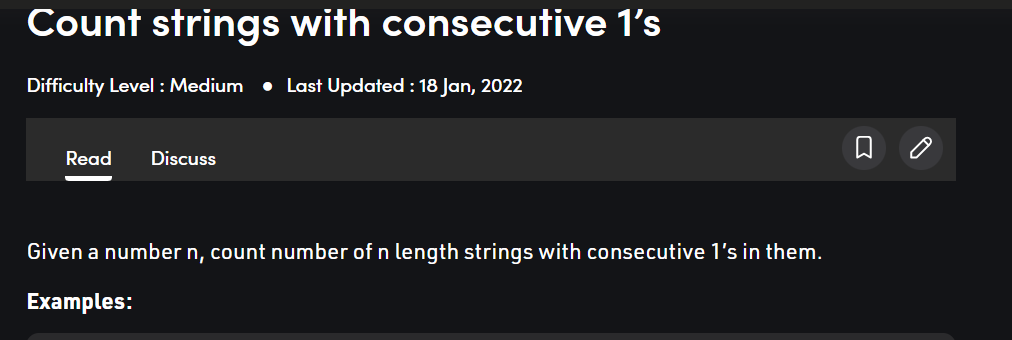 Count strings with consecutive 1’s
Difficulty Level : Medium ● Last Updated : 18 Jan, 2022
Read Discuss
Given a number n, count number of n length strings with consecutive 1’s in them.
Examples: